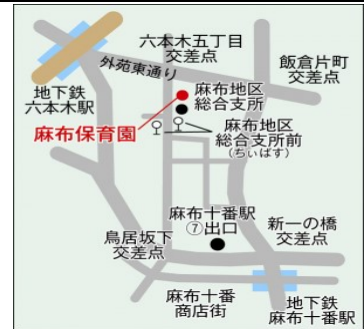 六本木五丁目
交差点
外苑東通り
飯倉片町
交差点
地下鉄
六本木駅
麻布地区
総合支所
麻布保育園
麻布地区
総合支所前
(ちぃばす)
麻布十番駅
⑦出口
新一の橋
交差点
鳥居坂下
交差点
麻布十番
商店街
地下鉄
麻布十番駅